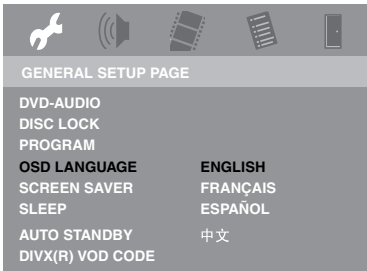 GENERAL SETUP PAGE
DVD-AUDIO
DISC LOCK
PROGRAM
OSD LANGUAGE ENGLISH
SCREEN SAVER FRANÇAIS
SLEEP ESPAÑOL
AUTO STANDBY 中文
DIVX(R) VOD CODE